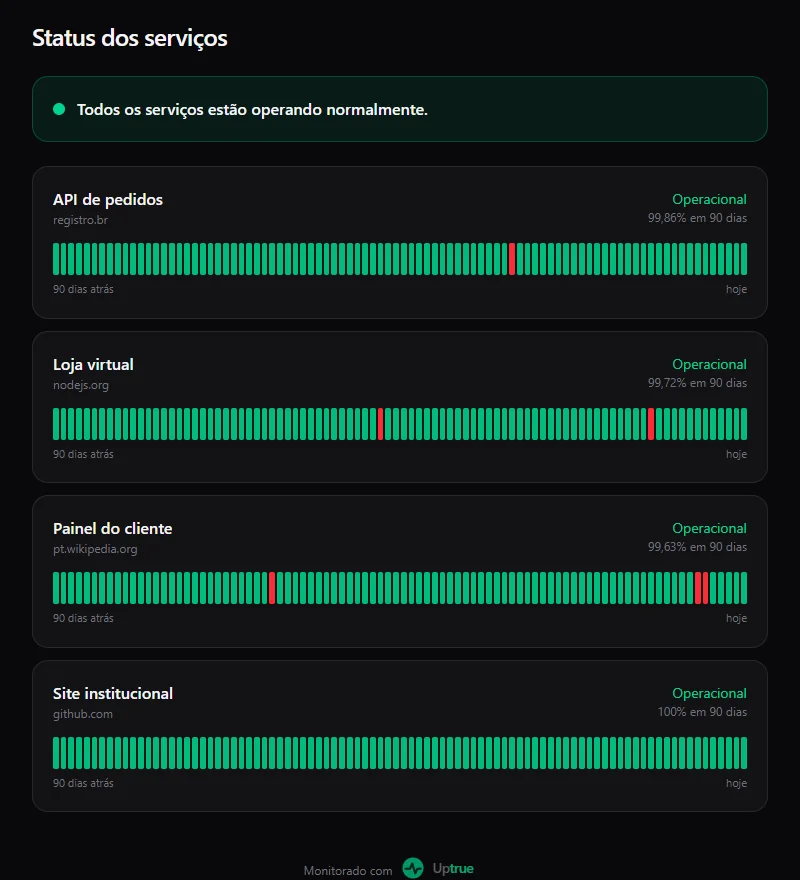 Status dos serviços
Todos os serviços estão operando normalmente.
API de pedidos
Operacional
registro.br
99,86% em 90 dias
90 dias atrás
hoje
Loja virtual
Operacional
nodejs.org
99,72% em 90 dias
90 dias atrás
hoje
Painel do cliente
Operacional
pt.wikipedia.org
99,63% em 90 dias
90 dias atrás
hoje
Site institucional
Operacional
github.com
100% em 90 dias
90 dias atrás
hoje
Monitorado com Uptrue